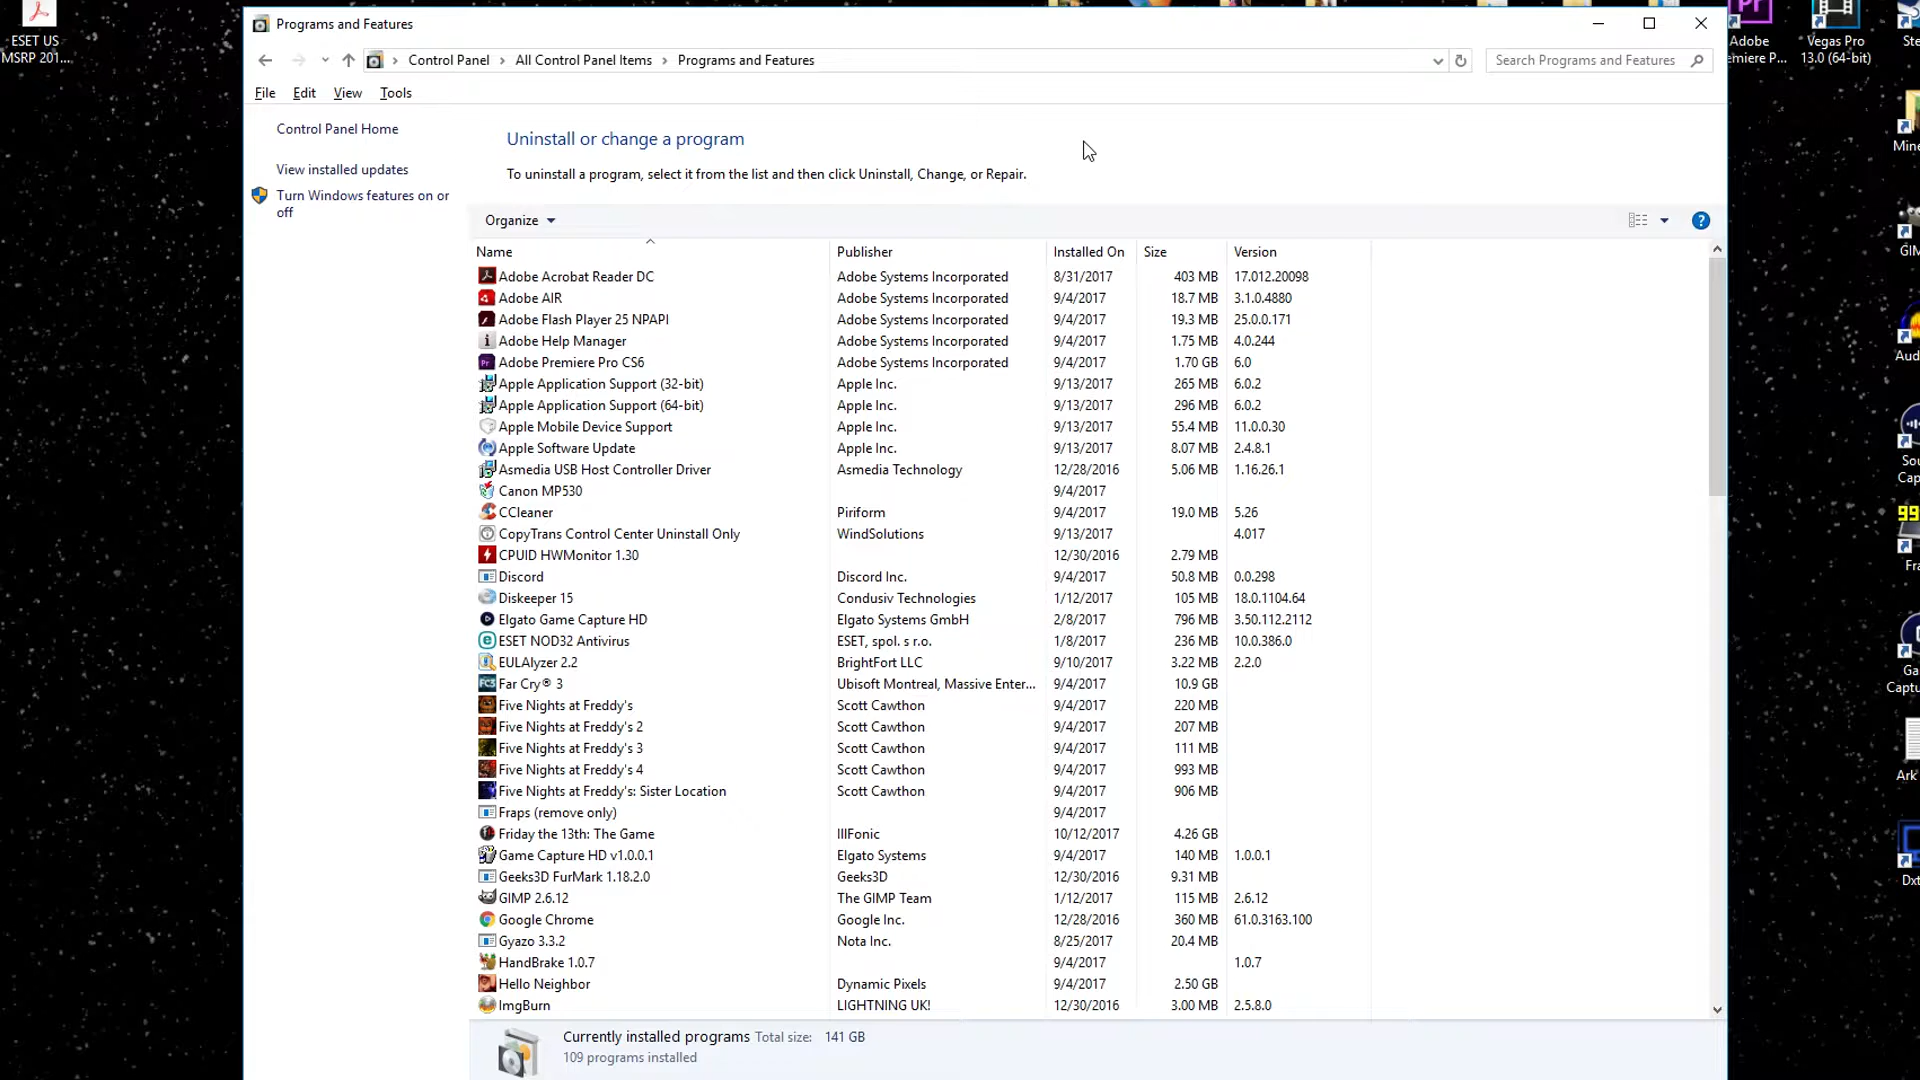 Programs and Features
Control Panel > All Control Panel Items > Programs and Features
Search Programs and Features
File Edit View Tools
Control Panel Home
View installed updates
Turn Windows features on or
off
Uninstall or change a program
To uninstall a program, select it from the list and then click Uninstall, Change, or Repair.
Organize
Name Publisher Installed On Size Version
Adobe Acrobat Reader DC Adobe Systems Incorporated 8/31/2017 403 MB 17.012.20098
Adobe AIR Adobe Systems Incorporated 9/4/2017 18.7 MB 3.1.0.4880
Adobe Flash Player 25 NPAPI Adobe Systems Incorporated 9/4/2017 19.3 MB 25.0.0.171
Adobe Help Manager Adobe Systems Incorporated 9/4/2017 1.75 MB 4.0.244
Adobe Premiere Pro CS6 Adobe Systems Incorporated 9/4/2017 1.70 GB 6.0
Apple Application Support (32-bit) Apple Inc. 9/13/2017 265 MB 6.0.2
Apple Application Support (64-bit) Apple Inc. 9/13/2017 296 MB 6.0.2
Apple Mobile Device Support Apple Inc. 9/13/2017 55.4 MB 11.0.0.30
Apple Software Update Apple Inc. 9/13/2017 8.07 MB 2.4.8.1
Asmedia USB Host Controller Driver Asmedia Technology 12/28/2016 5.06 MB 1.16.26.1
Canon MP530 9/4/2017
CCleaner Piriform 9/4/2017 19.0 MB 5.26
CopyTrans Control Center Uninstall Only WindSolutions 9/13/2017 4.017
CPUID HWMonitor 1.30 12/30/2016 2.79 MB
Discord Discord Inc. 9/4/2017 50.8 MB 0.0.298
Diskeeper 15 Condusiv Technologies 1/12/2017 105 MB 18.0.1104.64
Elgato Game Capture HD Elgato Systems GmbH 2/8/2017 796 MB 3.50.112.2112
ESET NOD32 Antivirus ESET, spol. s r.o. 1/8/2017 236 MB 10.0.386.0
EULAlyzer 2.2 BrightFort LLC 9/10/2017 3.22 MB 2.2.0
Far Cry® 3 Ubisoft Montreal, Massive Enter... 9/4/2017 10.9 GB
Five Nights at Freddy's Scott Cawthon 9/4/2017 220 MB
Five Nights at Freddy's 2 Scott Cawthon 9/4/2017 207 MB
Five Nights at Freddy's 3 Scott Cawthon 9/4/2017 111 MB
Five Nights at Freddy's 4 Scott Cawthon 9/4/2017 993 MB
Five Nights at Freddy's: Sister Location Scott Cawthon 9/4/2017 906 MB
Fraps (remove only) 9/4/2017
Friday the 13th: The Game IllFonic 10/12/2017 4.26 GB
Game Capture HD v1.0.0.1 Elgato Systems 9/4/2017 140 MB 1.0.0.1
Geeks3D FurMark 1.18.2.0 Geeks3D 12/30/2016 9.31 MB
GIMP 2.6.12 The GIMP Team 1/12/2017 115 MB 2.6.12
Google Chrome Google Inc. 12/28/2016 360 MB 61.0.3163.100
Gyazo 3.3.2 Nota Inc. 8/25/2017 20.4 MB
HandBrake 1.0.7 9/4/2017 1.0.7
Hello Neighbor Dynamic Pixels 9/4/2017 2.50 GB
ImgBurn LIGHTNING UK! 12/30/2016 3.00 MB 2.5.8.0
Currently installed programs Total size: 141 GB
109 programs installed
ESET US
MSRP 201...
Adobe
emiere P...
Vegas Pro
13.0 (64-bit)
Ste
Mine
GIM
Aud
Sou
Cap
99
Fra
Ga
Captu
Ark
Dxt